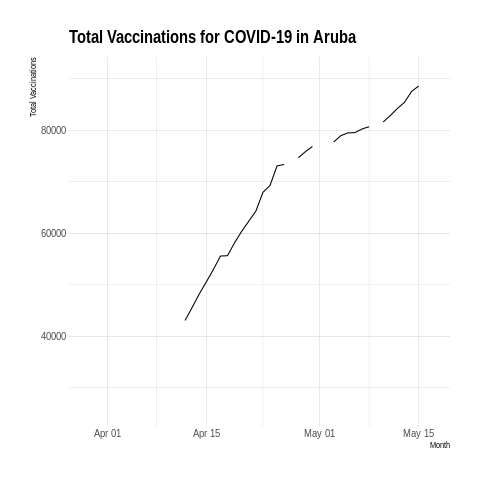 Total Vaccinations for COVID-19 in Aruba
Total Vaccinations
80000
60000
40000
Apr 01
Apr 15
May 01
May 15
Month